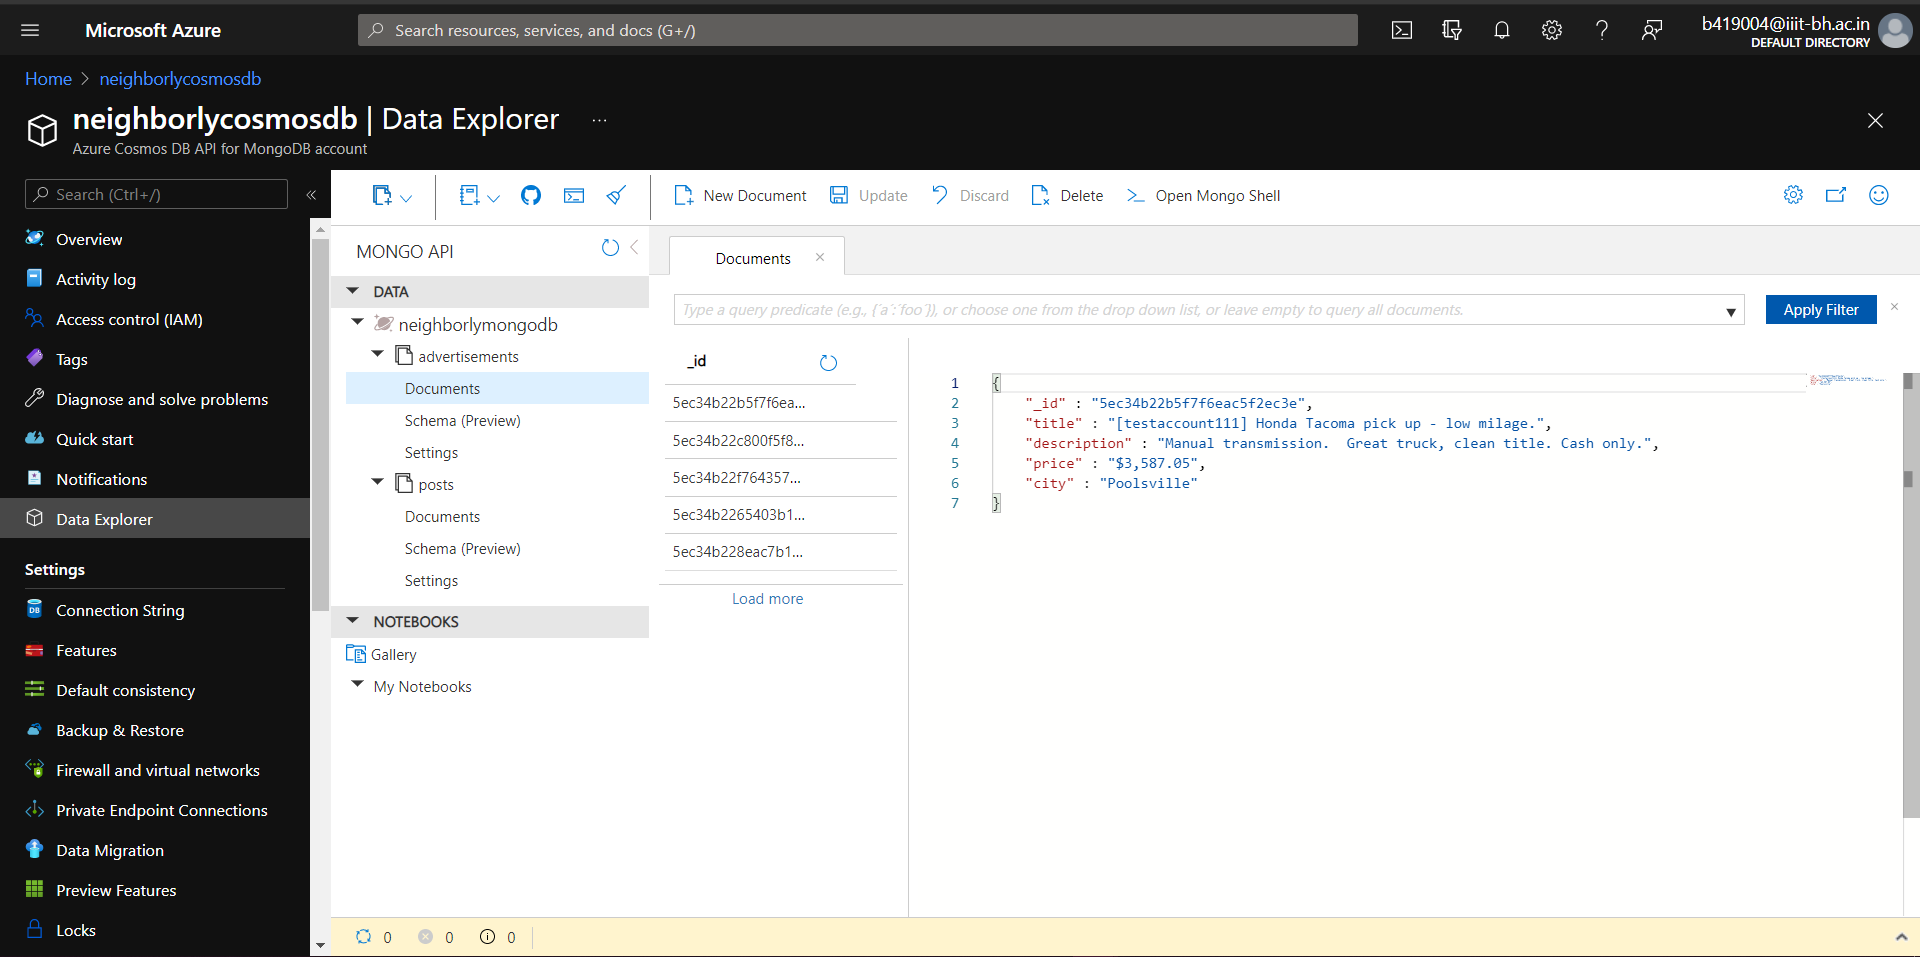 Microsoft Azure
Search resources, services, and docs (G+/)
b419004@iiit-bh.ac.in
DEFAULT DIRECTORY
Home > neighborlycosmosdb
neighborlycosmosdb | Data Explorer ...
Azure Cosmos DB API for MongoDB account
Search (Ctrl+/)
«
Overview
Activity log
Access control (IAM)
Tags
Diagnose and solve problems
Quick start
Notifications
Data Explorer
Settings
Connection String
Features
Default consistency
Backup & Restore
Firewall and virtual networks
Private Endpoint Connections
Data Migration
Preview Features
Locks
New Document
Update
Discard
Delete
Open Mongo Shell
MONGO API
DATA
neighborlymongodb
advertisements
Documents
Schema (Preview)
Settings
posts
Documents
Schema (Preview)
Settings
NOTEBOOKS
Gallery
My Notebooks
Documents
Type a query predicate (e.g., {´a´:´foo´}), or choose one from the drop down list, or leave empty to query all documents.
Apply Filter
_id
5ec34b22b5f7f6ea...
5ec34b22c800f5f8...
5ec34b22f764357...
5ec34b2265403b1...
5ec34b228eac7b1...
Load more
1 {
2 "_id" : "5ec34b22b5f7f6eac5f2ec3e",
3 "title" : "[testaccount111] Honda Tacoma pick up - low milage.",
4 "description" : "Manual transmission.  Great truck, clean title. Cash only.",
5 "price" : "$3,587.05",
6 "city" : "Poolsville"
7 }
0 0 0